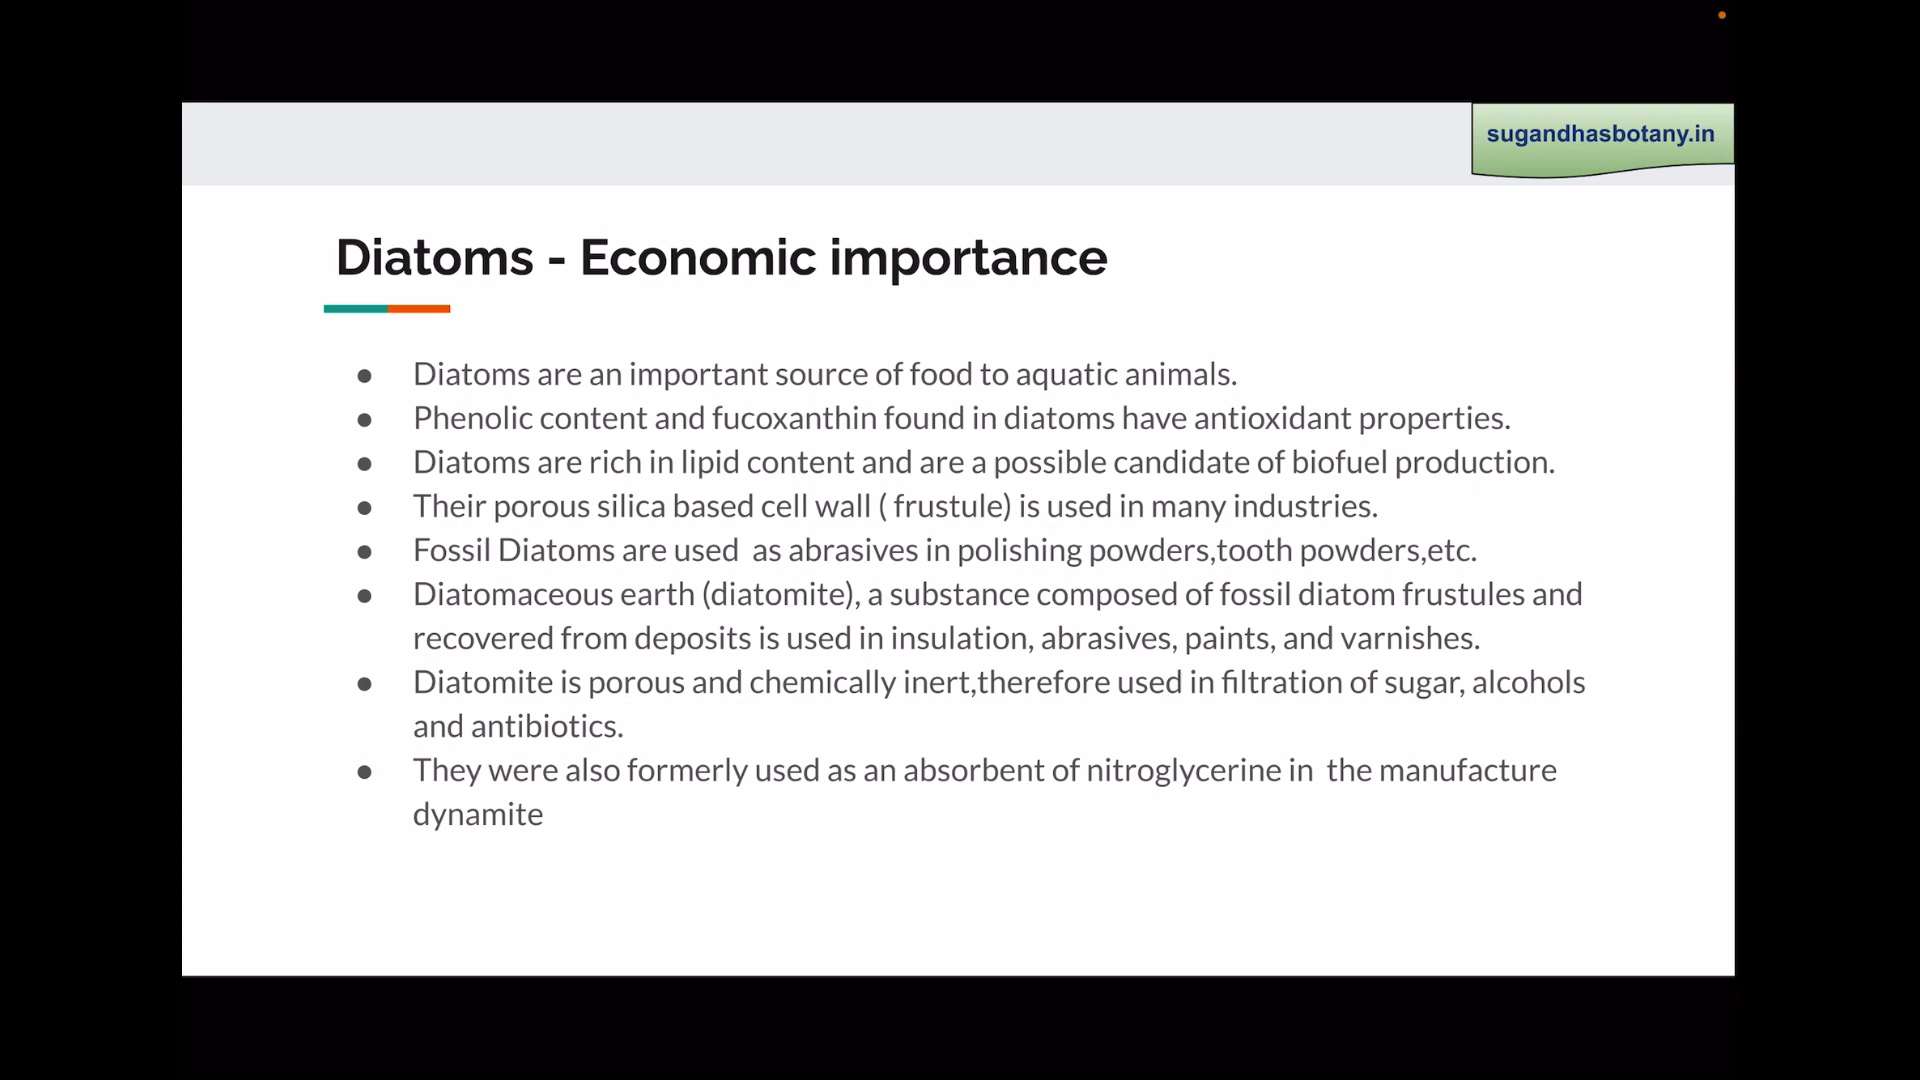 sugandhasbotany.in
Diatoms - Economic importance
● Diatoms are an important source of food to aquatic animals.
● Phenolic content and fucoxanthin found in diatoms have antioxidant properties.
● Diatoms are rich in lipid content and are a possible candidate of biofuel production.
● Their porous silica based cell wall ( frustule) is used in many industries.
● Fossil Diatoms are used  as abrasives in polishing powders,tooth powders,etc.
● Diatomaceous earth (diatomite), a substance composed of fossil diatom frustules and
recovered from deposits is used in insulation, abrasives, paints, and varnishes.
● Diatomite is porous and chemically inert,therefore used in filtration of sugar, alcohols
and antibiotics.
● They were also formerly used as an absorbent of nitroglycerine in  the manufacture
dynamite